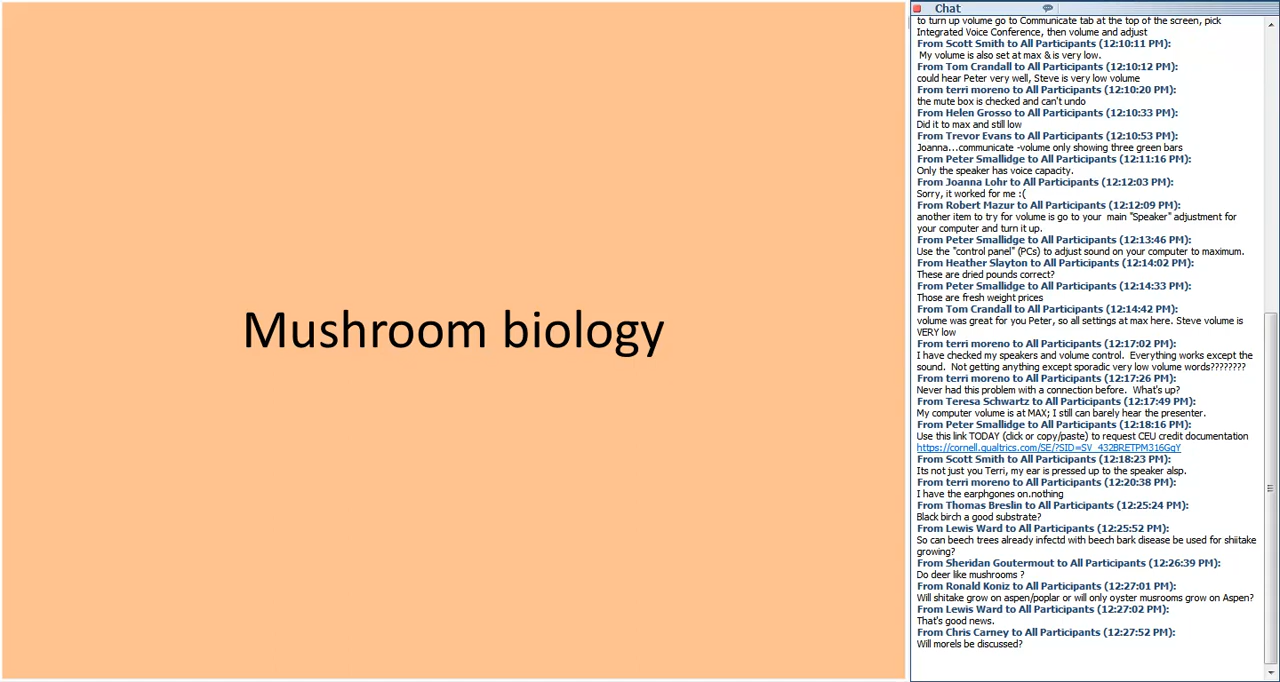 Mushroom biology
Chat
to turn up volume go to Communicate tab at the top of the screen, pick
Integrated Voice Conference, then volume and adjust
From Scott Smith to All Participants (12:10:11 PM):
My volume is also set at max & is very low.
From Tom Crandall to All Participants (12:10:12 PM):
could hear Peter very well, Steve is very low volume
From terri moreno to All Participants (12:10:20 PM):
the mute box is checked and can't undo
From Helen Grosso to All Participants (12:10:33 PM):
Did it to max and still low
From Trevor Evans to All Participants (12:10:53 PM):
Joanna...communicate -volume only showing three green bars
From Peter Smallidge to All Participants (12:11:16 PM):
Only the speaker has voice capacity.
From Joanna Lohr to All Participants (12:12:03 PM):
Sorry, it worked for me :(
From Robert Mazur to All Participants (12:12:09 PM):
another item to try for volume is go to your main "Speaker" adjustment for
your computer and turn it up.
From Peter Smallidge to All Participants (12:13:46 PM):
Use the "control panel" (PCs) to adjust sound on your computer to maximum.
From Heather Slayton to All Participants (12:14:02 PM):
These are dried pounds correct?
From Peter Smallidge to All Participants (12:14:33 PM):
Those are fresh weight prices
From Tom Crandall to All Participants (12:14:42 PM):
volume was great for you Peter, so all settings at max here. Steve volume is
VERY low
From terri moreno to All Participants (12:17:02 PM):
I have checked my speakers and volume control. Everything works except the
sound. Not getting anything except sporadic very low volume words????????
From terri moreno to All Participants (12:17:26 PM):
Never had this problem with a connection before. What's up?
From Teresa Schwartz to All Participants (12:17:49 PM):
My computer volume is at MAX; I still can barely hear the presenter.
From Peter Smallidge to All Participants (12:18:16 PM):
Use this link TODAY (click or copy/paste) to request CEU credit documentation
https://cornell.qualtrics.com/SE/?SID=SV_432BRETPM316GgY
From Scott Smith to All Participants (12:18:23 PM):
Its not just you Terri, my ear is pressed up to the speaker alsp.
From terri moreno to All Participants (12:20:38 PM):
I have the earphgones on.nothing
From Thomas Breslin to All Participants (12:25:24 PM):
Black birch a good substrate?
From Lewis Ward to All Participants (12:25:52 PM):
So can beech trees already infectd with beech bark disease be used for shiitake
growing?
From Sheridan Goutermout to All Participants (12:26:39 PM):
Do deer like mushrooms ?
From Ronald Koniz to All Participants (12:27:01 PM):
Will shitake grow on aspen/poplar or will only oyster musrooms grow on Aspen?
From Lewis Ward to All Participants (12:27:02 PM):
That's good news.
From Chris Carney to All Participants (12:27:52 PM):
Will morels be discussed?